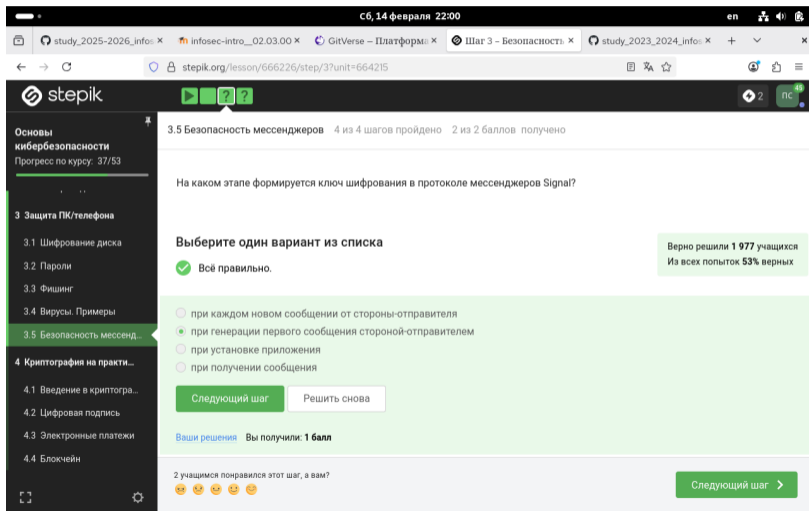 Сб, 14 февраля 22:00
en
study_2025-2026_infos
infosec-intro__02.03.00
GitVerse – Платформа
Шаг 3 – Безопасность
study_2023_2024_infos
stepik.org/lesson/666226/step/3?unit=664215
stepik
2
ПС
45
Основы кибербезопасности
Прогресс по курсу: 37/53
3 Защита ПК/телефона
3.1 Шифрование диска
3.2 Пароли
3.3 Фишинг
3.4 Вирусы. Примеры
3.5 Безопасность мессенд...
4 Криптография на практи...
4.1 Введение в криптогра...
4.2 Цифровая подпись
4.3 Электронные платежи
4.4 Блокчейн
3.5 Безопасность мессенджеров 4 из 4 шагов пройдено 2 из 2 баллов получено
На каком этапе формируется ключ шифрования в протоколе мессенджеров Signal?
Выберите один вариант из списка
Всё правильно.
Верно решили 1 977 учащихся
Из всех попыток 53% верных
при каждом новом сообщении от стороны-отправителя
при генерации первого сообщения стороной-отправителем
при установке приложения
при получении сообщения
Следующий шаг
Решить снова
Ваши решения Вы получили: 1 балл
2 учащимся понравился этот шаг, а вам?
Следующий шаг